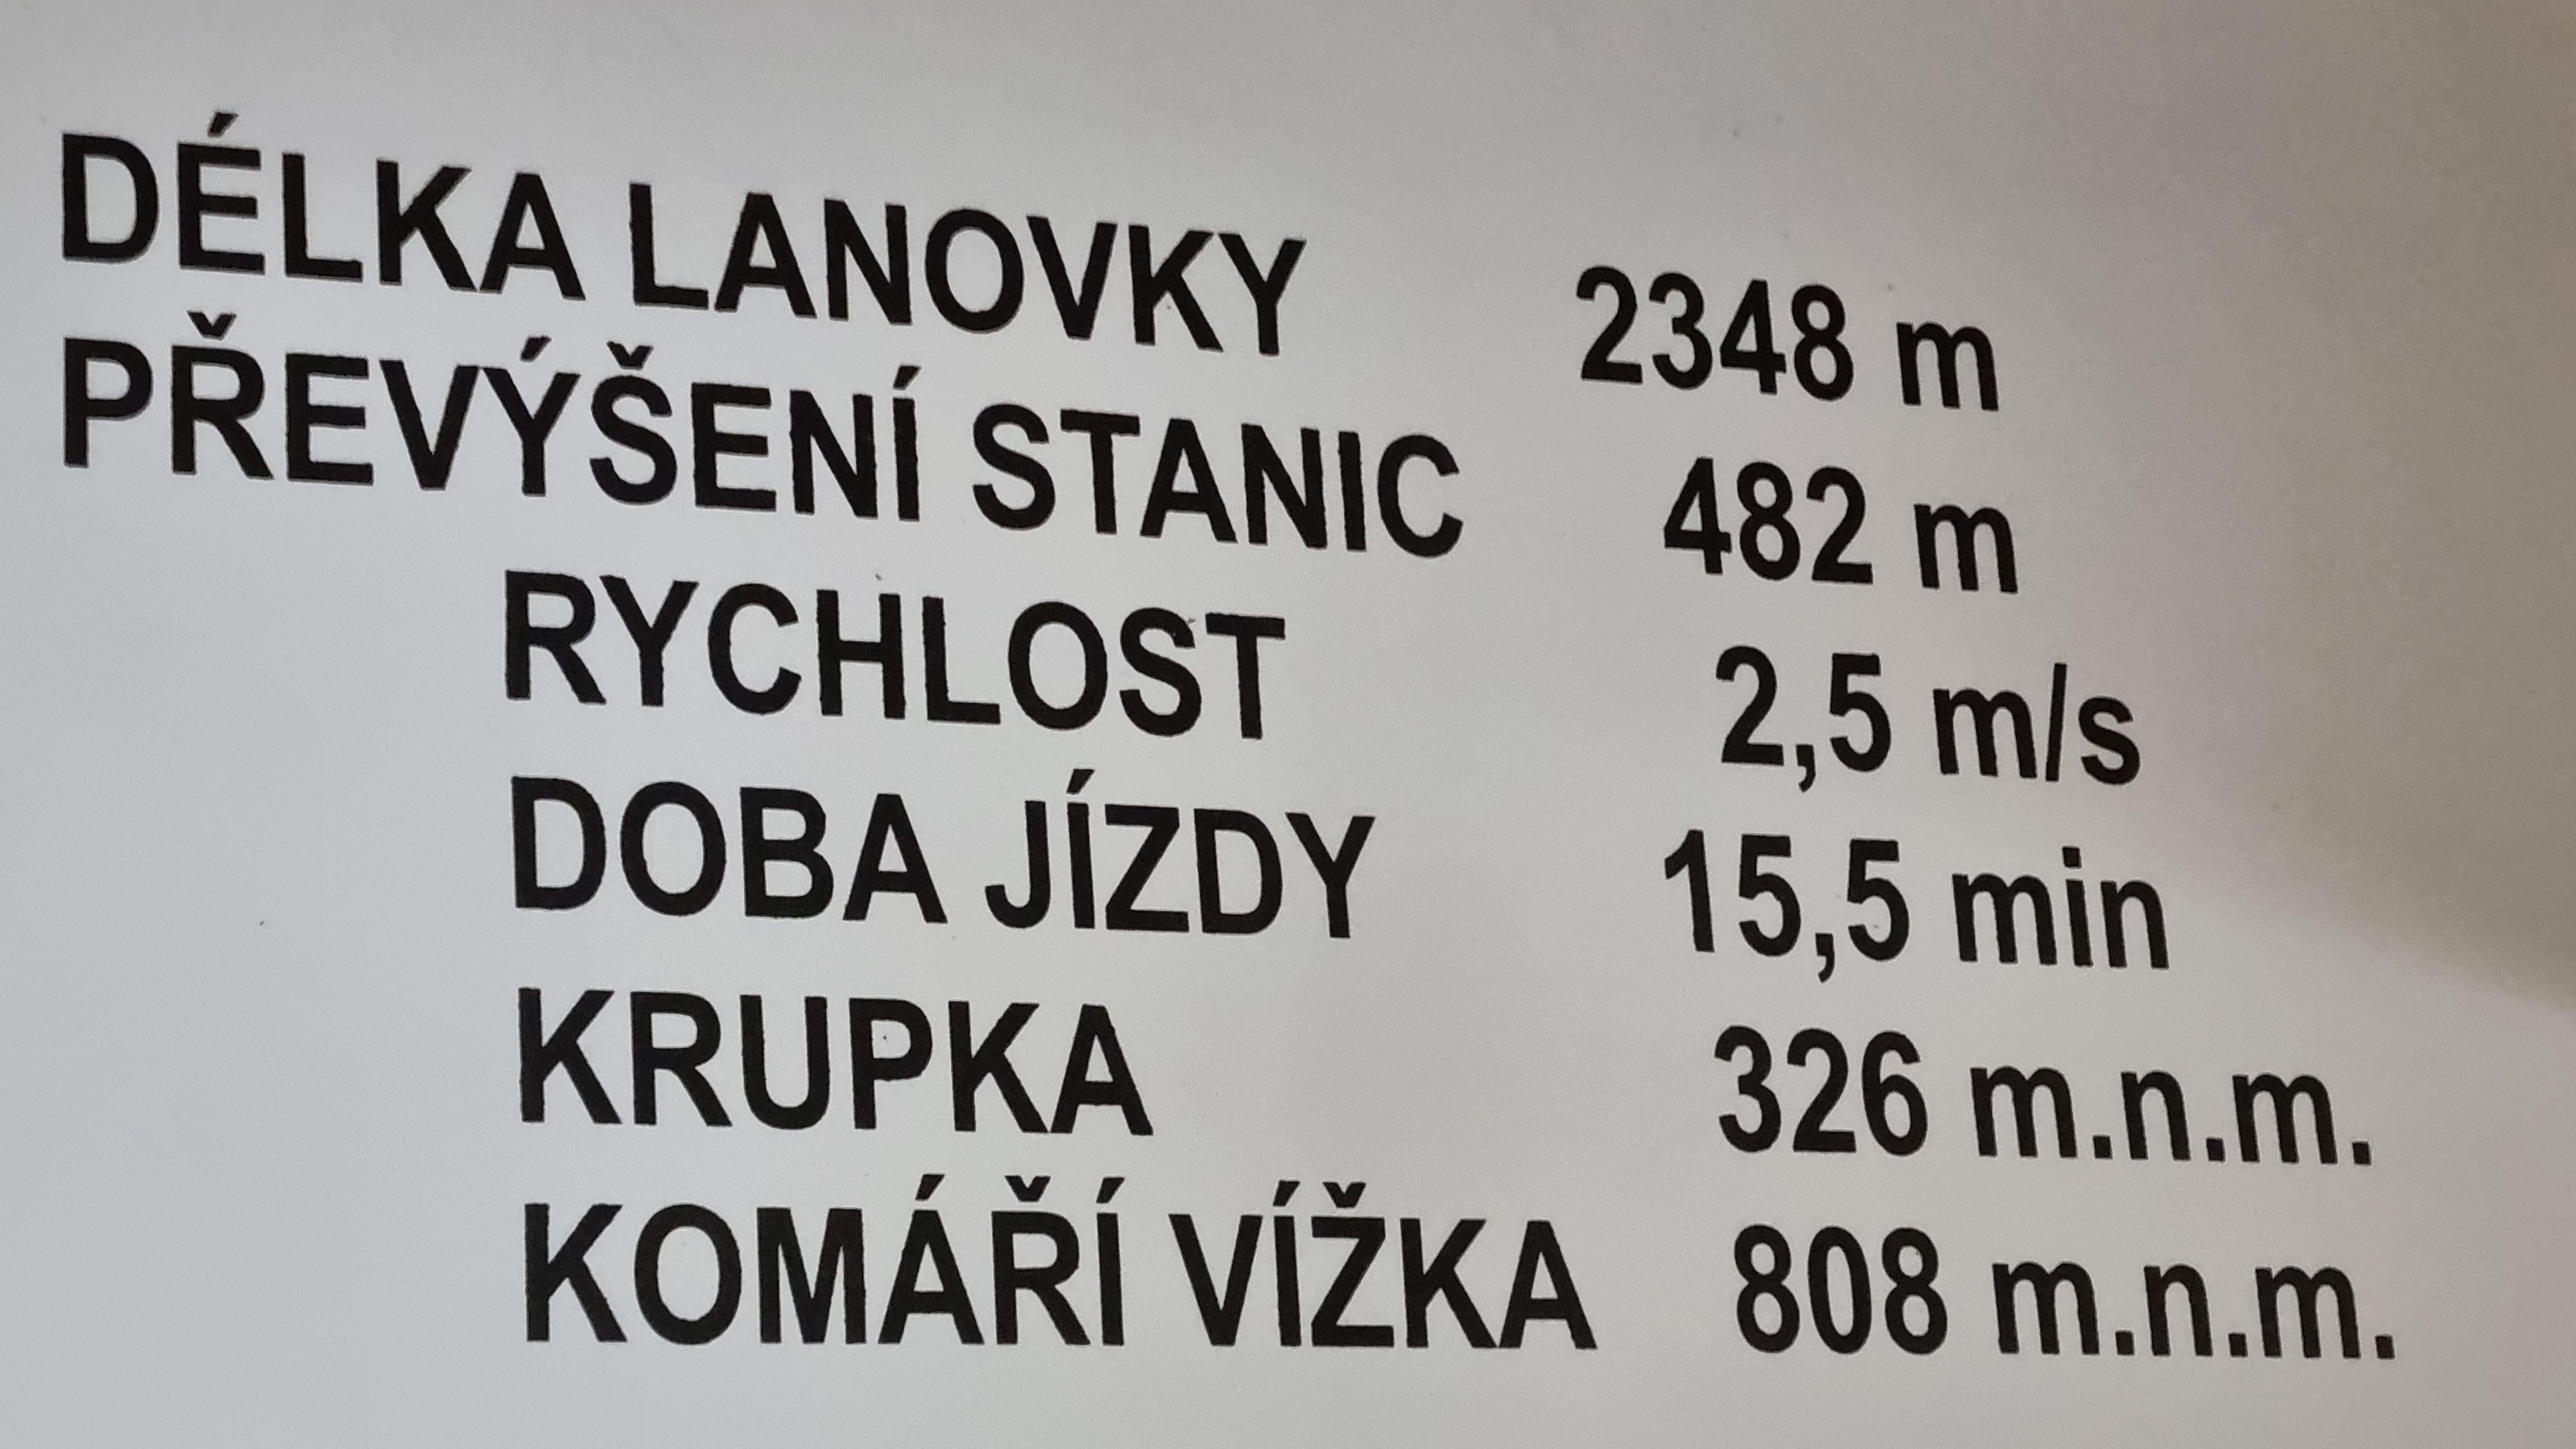 DÉLKA LANOVKY 2348 m
PŘEVÝŠENÍ STANIC 482 m
RYCHLOST 2,5 m/s
DOBA JÍZDY 15,5 min
KRUPKA 326 m.n.m.
KOMÁŘÍ VÍŽKA 808 m.n.m.